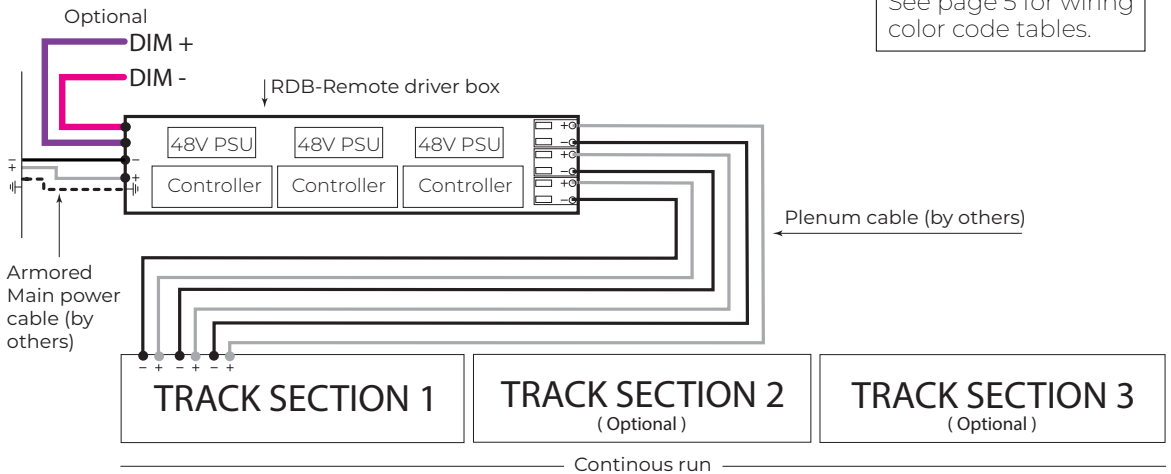 See page 5 for wiring
color code tables.
Optional
DIM +
DIM -
RDB-Remote driver box
48V PSU
48V PSU
48V PSU
Controller
Controller
Controller
+
-
+
-
+
-
-
+
-
+
Plenum cable (by others)
Armored
Main power
cable (by
others)
- + - + - +
TRACK SECTION 1
TRACK SECTION 2
( Optional )
TRACK SECTION 3
( Optional )
Continous run